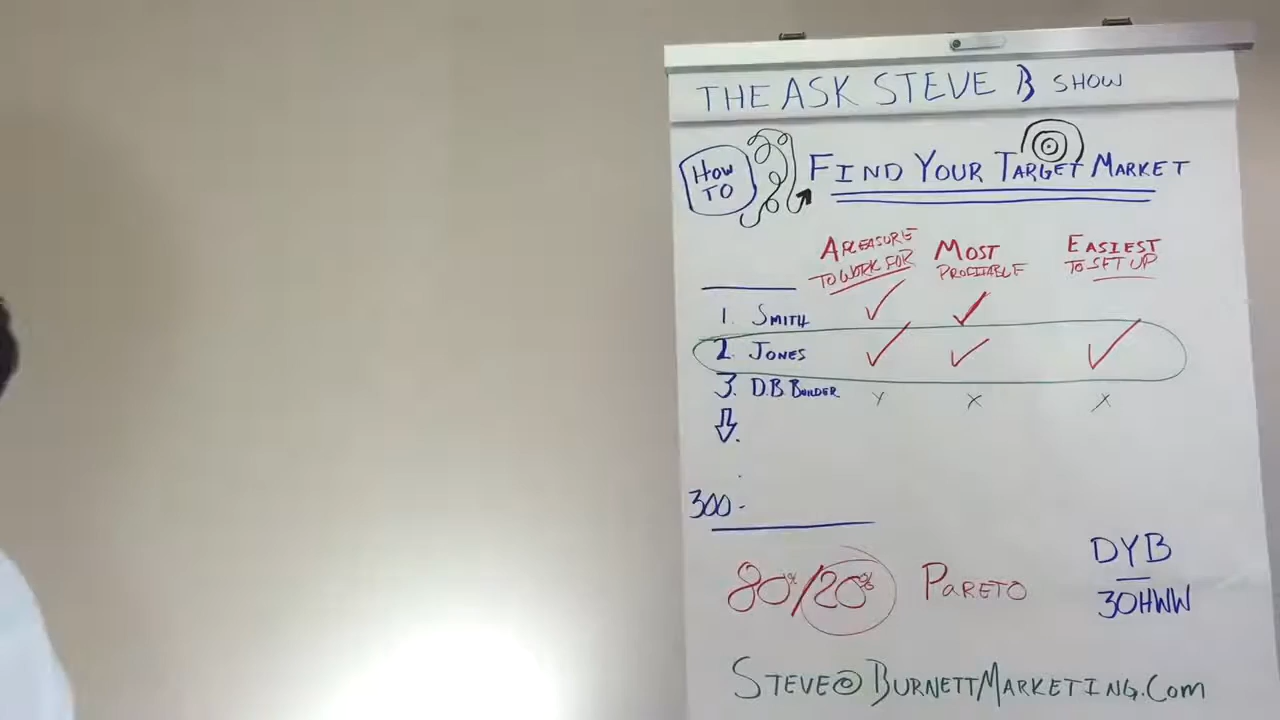 THE ASK STEVE B SHOW
HOW TO
FIND YOUR TARGET MARKET
A PLEASURE TO WORK FOR
MOST PROFITABLE
EASIEST TO SET UP
1. SMITH ✓ ✓
2. JONES ✓ ✓ ✓
3. D.B. BUILDER X X X
300-
80%/20% PARETO
DYB
30HWW
STEVE@BURNETTMARKETING.COM